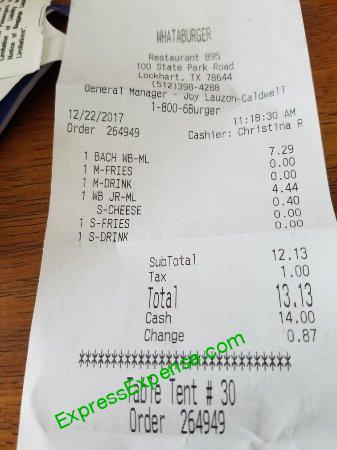 WHATABURGER
Restaurant 895
100 State Park Road
Lockhart, TX 78644
(512)398-4288
General Manager - Joy Lauzon-Caldwell
1-800-6Burger
12/22/2017 11:18:30 AM
Order 264949 Cashier: Christina R
1 BACH WB-ML 7.29
1 M-FRIES 0.00
1 M-DRINK 0.00
1 WB JR-ML 4.44
S-CHEESE 0.40
1 S-FRIES 0.00
1 S-DRINK 0.00
SubTotal 12.13
Tax 1.00
Total 13.13
Cash 14.00
Change 0.87
Table Tent # 30
Order 264949
ExpressExpense.com